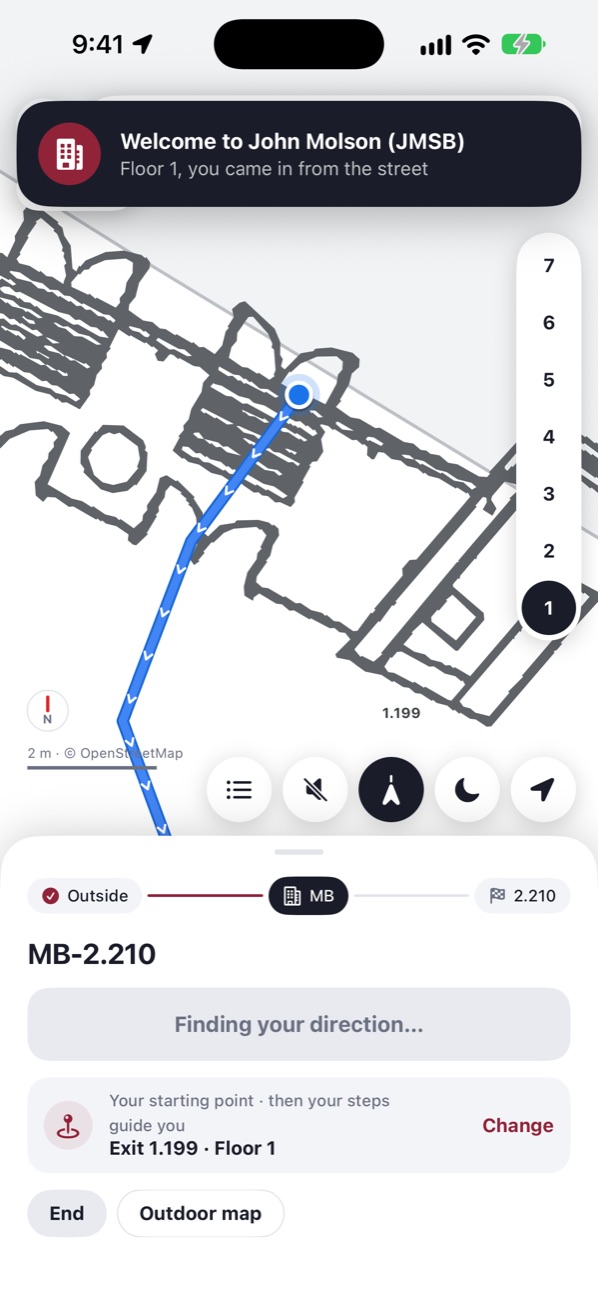 9:41
Welcome to John Molson (JMSB)
Floor 1, you came in from the street
7
6
5
4
3
2
1
1.199
N
2 m · © OpenStreetMap
Outside
MB
2.210
MB-2.210
Finding your direction...
Your starting point · then your steps
guide you
Exit 1.199 · Floor 1
Change
End
Outdoor map